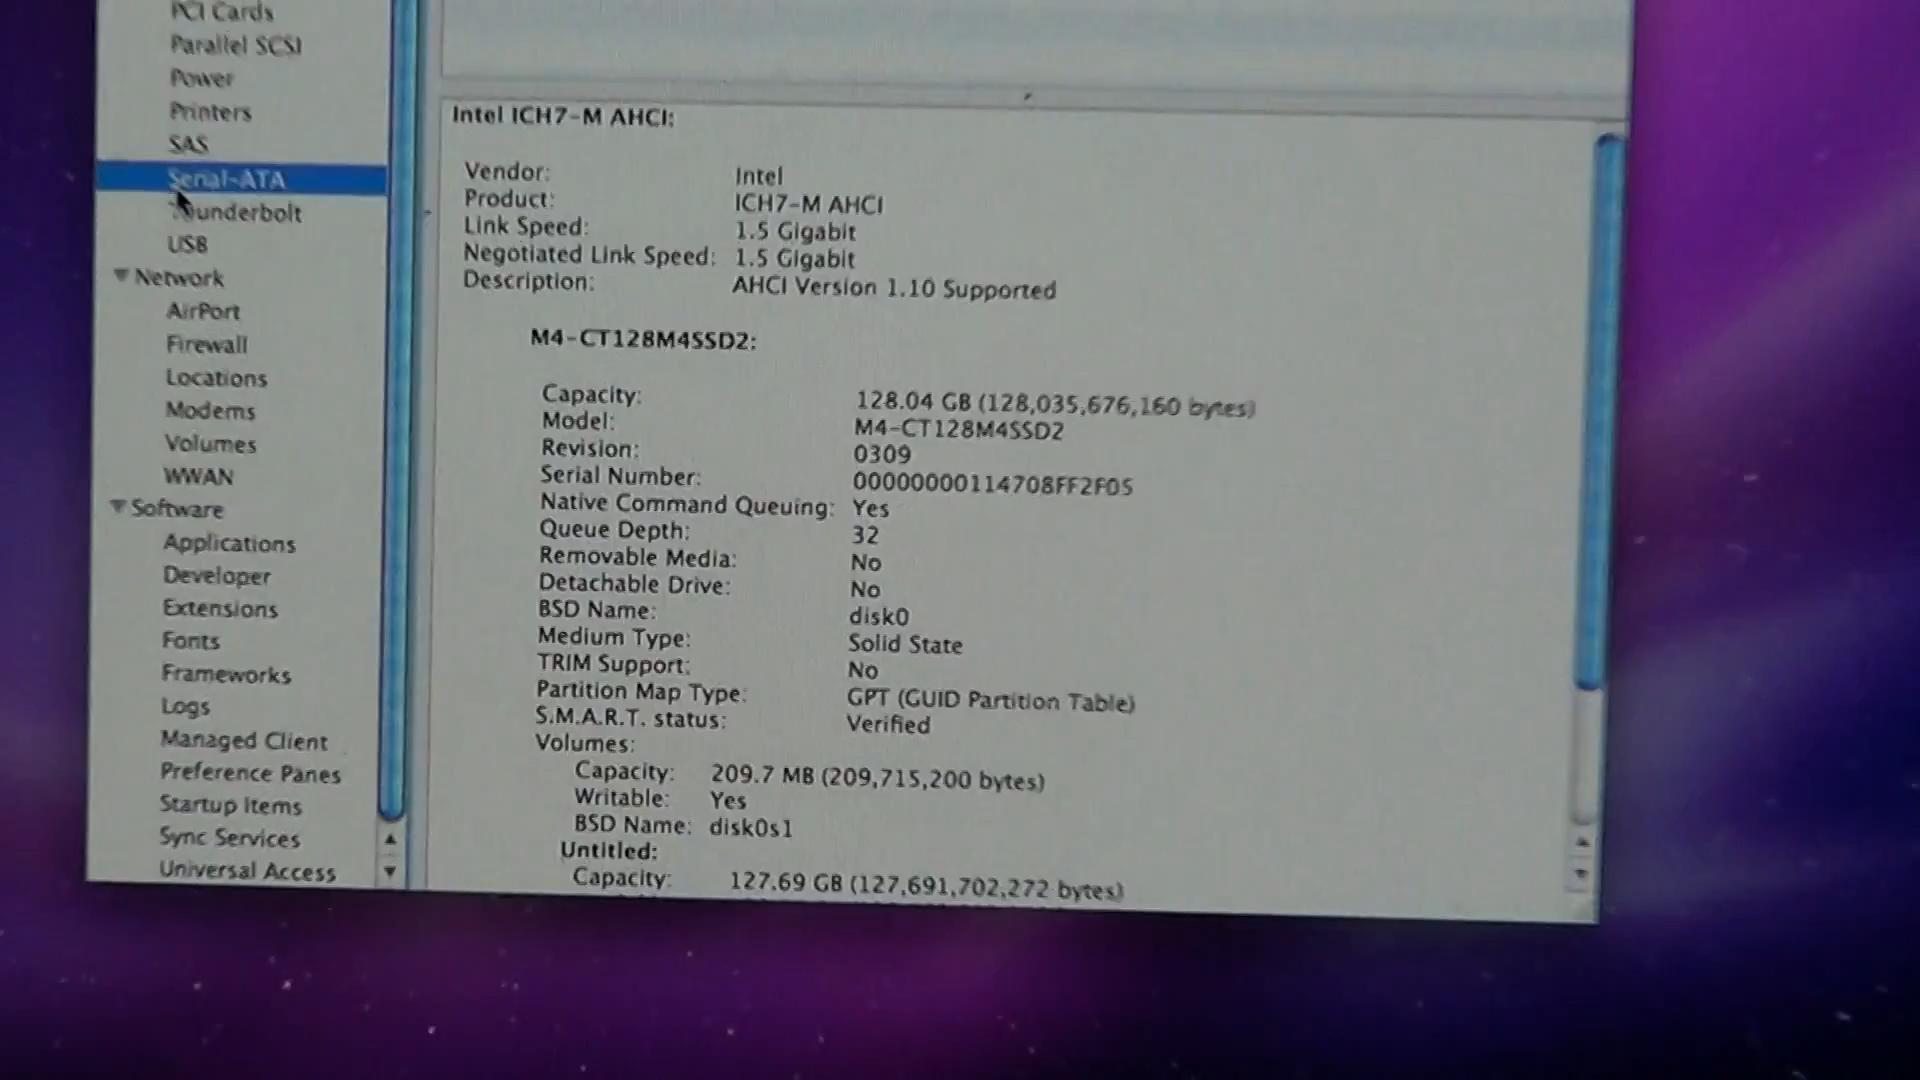 PCI Cards
Parallel SCSI
Power
Printers
SAS
Serial-ATA
Thunderbolt
USB
Network
AirPort
Firewall
Locations
Modems
Volumes
WWAN
Software
Applications
Developer
Extensions
Fonts
Frameworks
Logs
Managed Client
Preference Panes
Startup Items
Sync Services
Universal Access
Intel ICH7-M AHCI:
Vendor: Intel
Product: ICH7-M AHCI
Link Speed: 1.5 Gigabit
Negotiated Link Speed: 1.5 Gigabit
Description: AHCI Version 1.10 Supported
M4-CT128M4SSD2:
Capacity: 128.04 GB (128,035,676,160 bytes)
Model: M4-CT128M4SSD2
Revision: 0309
Serial Number: 00000000114708FF2F05
Native Command Queuing: Yes
Queue Depth: 32
Removable Media: No
Detachable Drive: No
BSD Name: disk0
Medium Type: Solid State
TRIM Support: No
Partition Map Type: GPT (GUID Partition Table)
S.M.A.R.T. status: Verified
Volumes:
Capacity: 209.7 MB (209,715,200 bytes)
Writable: Yes
BSD Name: disk0s1
Untitled:
Capacity: 127.69 GB (127,691,702,272 bytes)